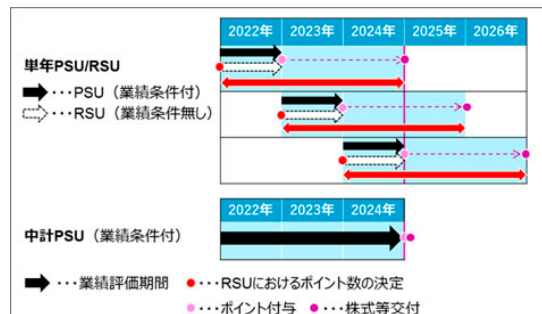 2022年 2023年 2024年 2025年 2026年
単年PSU/RSU
・・・PSU（業績条件付）
・・・RSU（業績条件無し）
2022年 2023年 2024年
中計PSU（業績条件付）
・・・業績評価期間 ・・・RSUにおけるポイント数の決定
・・・ポイント付与 ・・・株式等交付